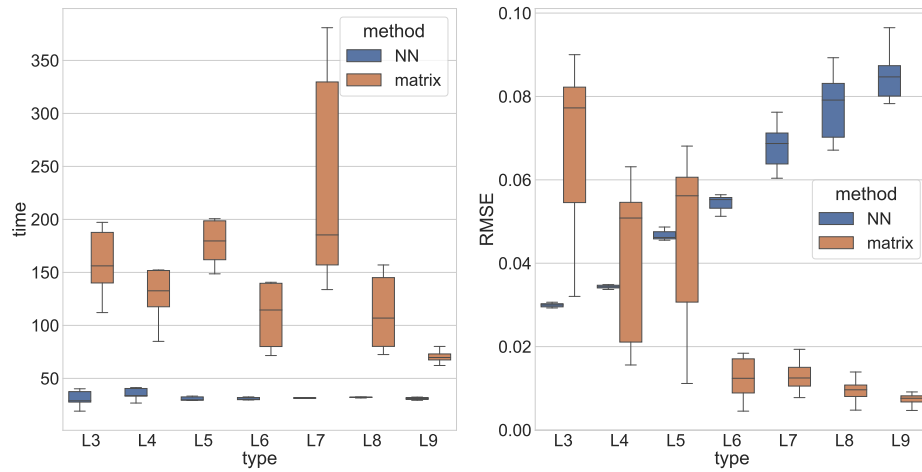 350
300
250
200
150
100
50
time
method
NN
matrix
L3 L4 L5 L6 L7 L8 L9
type
0.10
0.08
0.06
0.04
0.02
0.00
RMSE
method
NN
matrix
L3 L4 L5 L6 L7 L8 L9
type